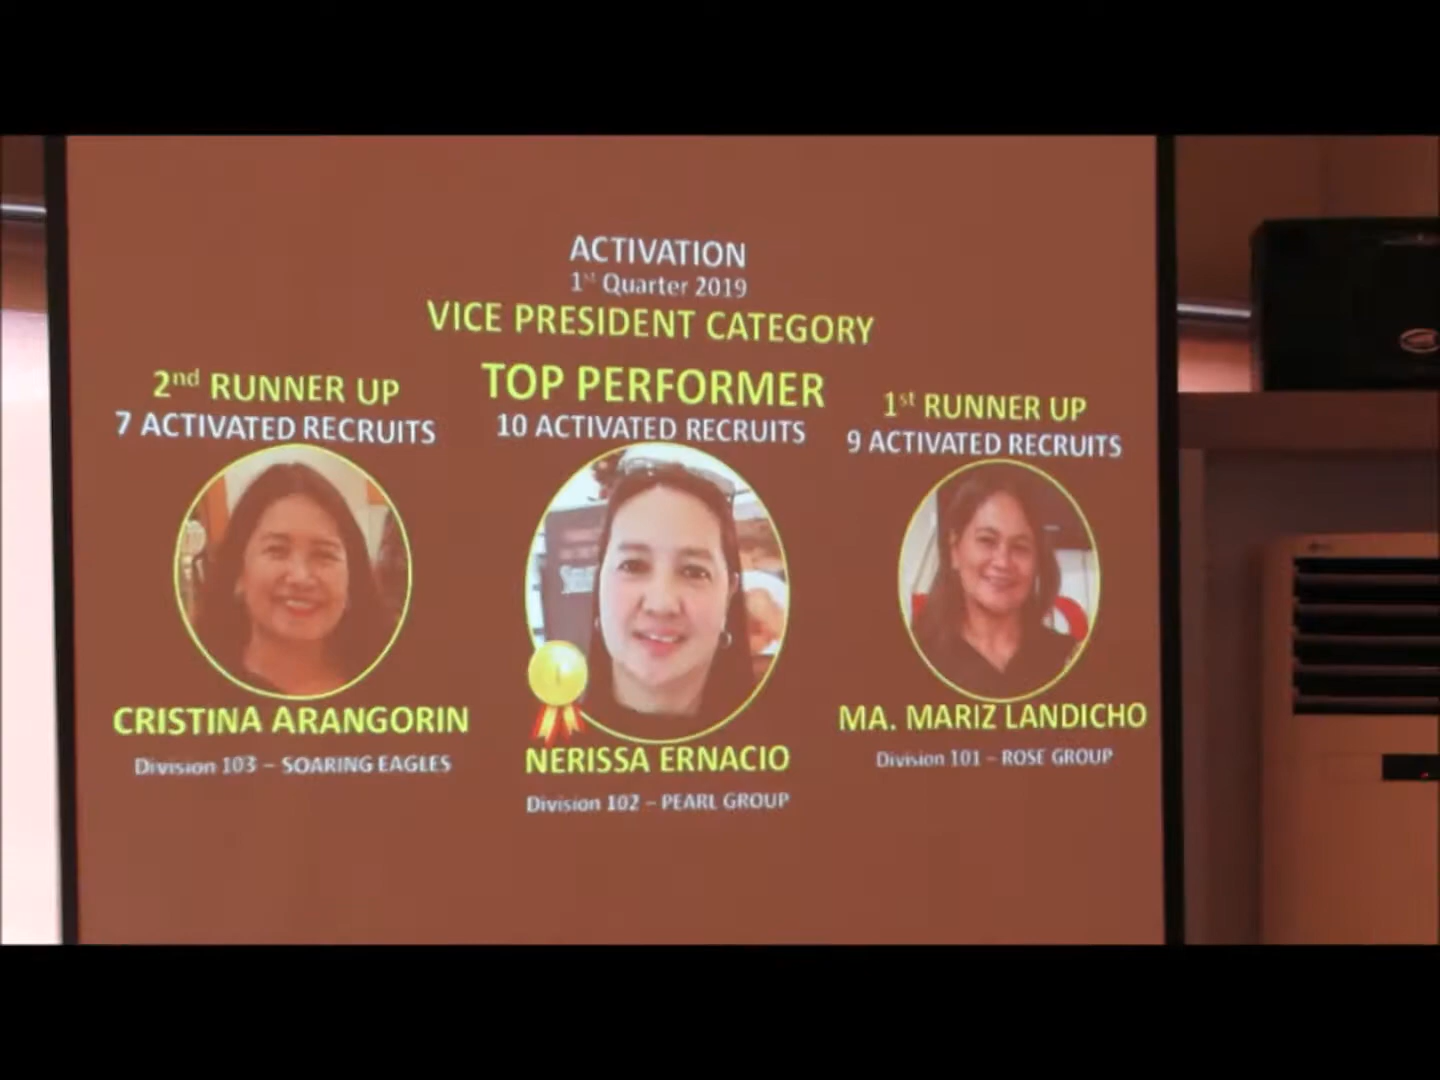 ACTIVATION
1st Quarter 2019
VICE PRESIDENT CATEGORY
2nd RUNNER UP
7 ACTIVATED RECRUITS
CRISTINA ARANGORIN
Division 103 – SOARING EAGLES
TOP PERFORMER
10 ACTIVATED RECRUITS
1
NERISSA ERNACIO
Division 102 – PEARL GROUP
1st RUNNER UP
9 ACTIVATED RECRUITS
MA. MARIZ LANDICHO
Division 101 – ROSE GROUP